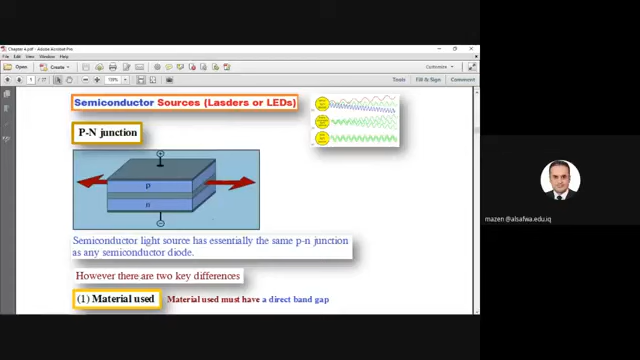 Chapter 4.pdf - Adobe Acrobat Pro
File Edit View Window Help
Open
Create
Customize
1
Tools
Fill & Sign
Comment
Semiconductor Sources (Lasders or LEDs)
P-N junction
p
n
Semiconductor light source has essentially the same p-n junction
as any semiconductor diode.
However there are two key differences
(1) Material used Material used must have a direct band gap
mazen @alsafwa.edu.iq